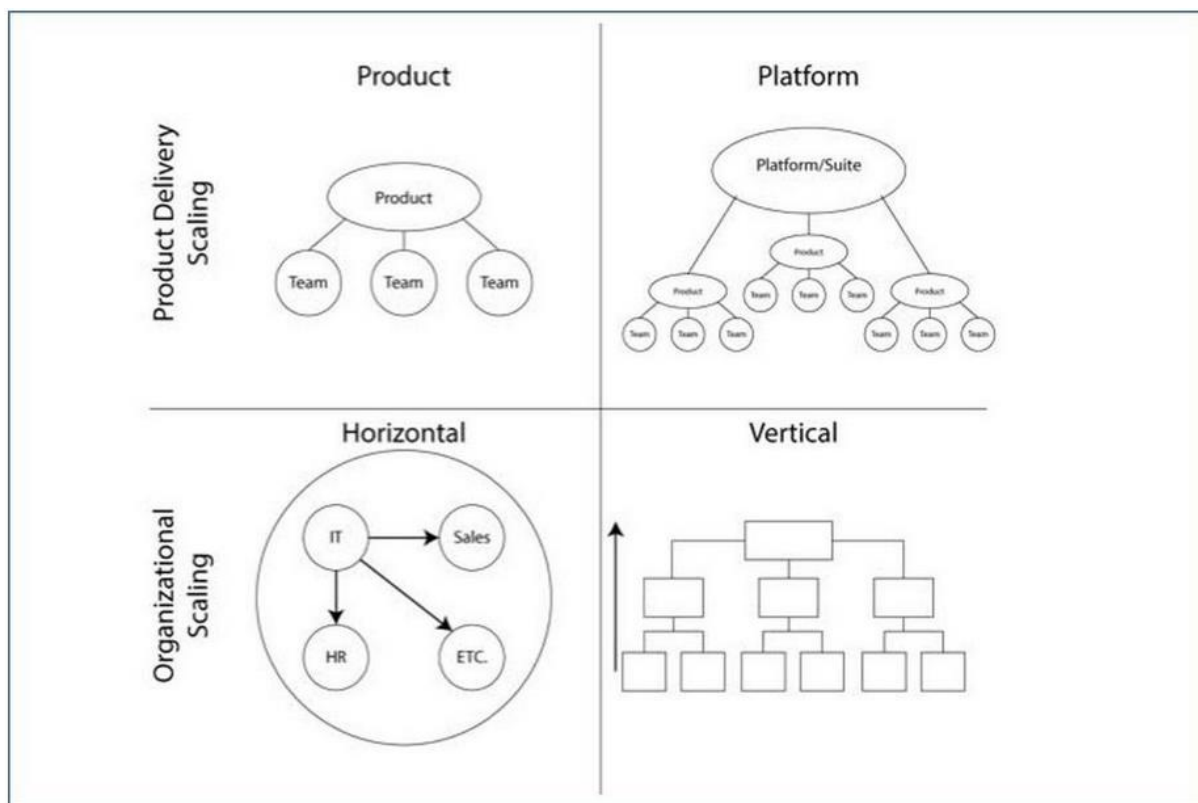 Product
Platform
Product Delivery
Scaling
Product
Team
Team
Team
Platform/Suite
Product
Team
Team
Team
Product
Team
Team
Team
Product
Team
Team
Team
Horizontal
Vertical
Organizational
Scaling
IT
Sales
HR
ETC.